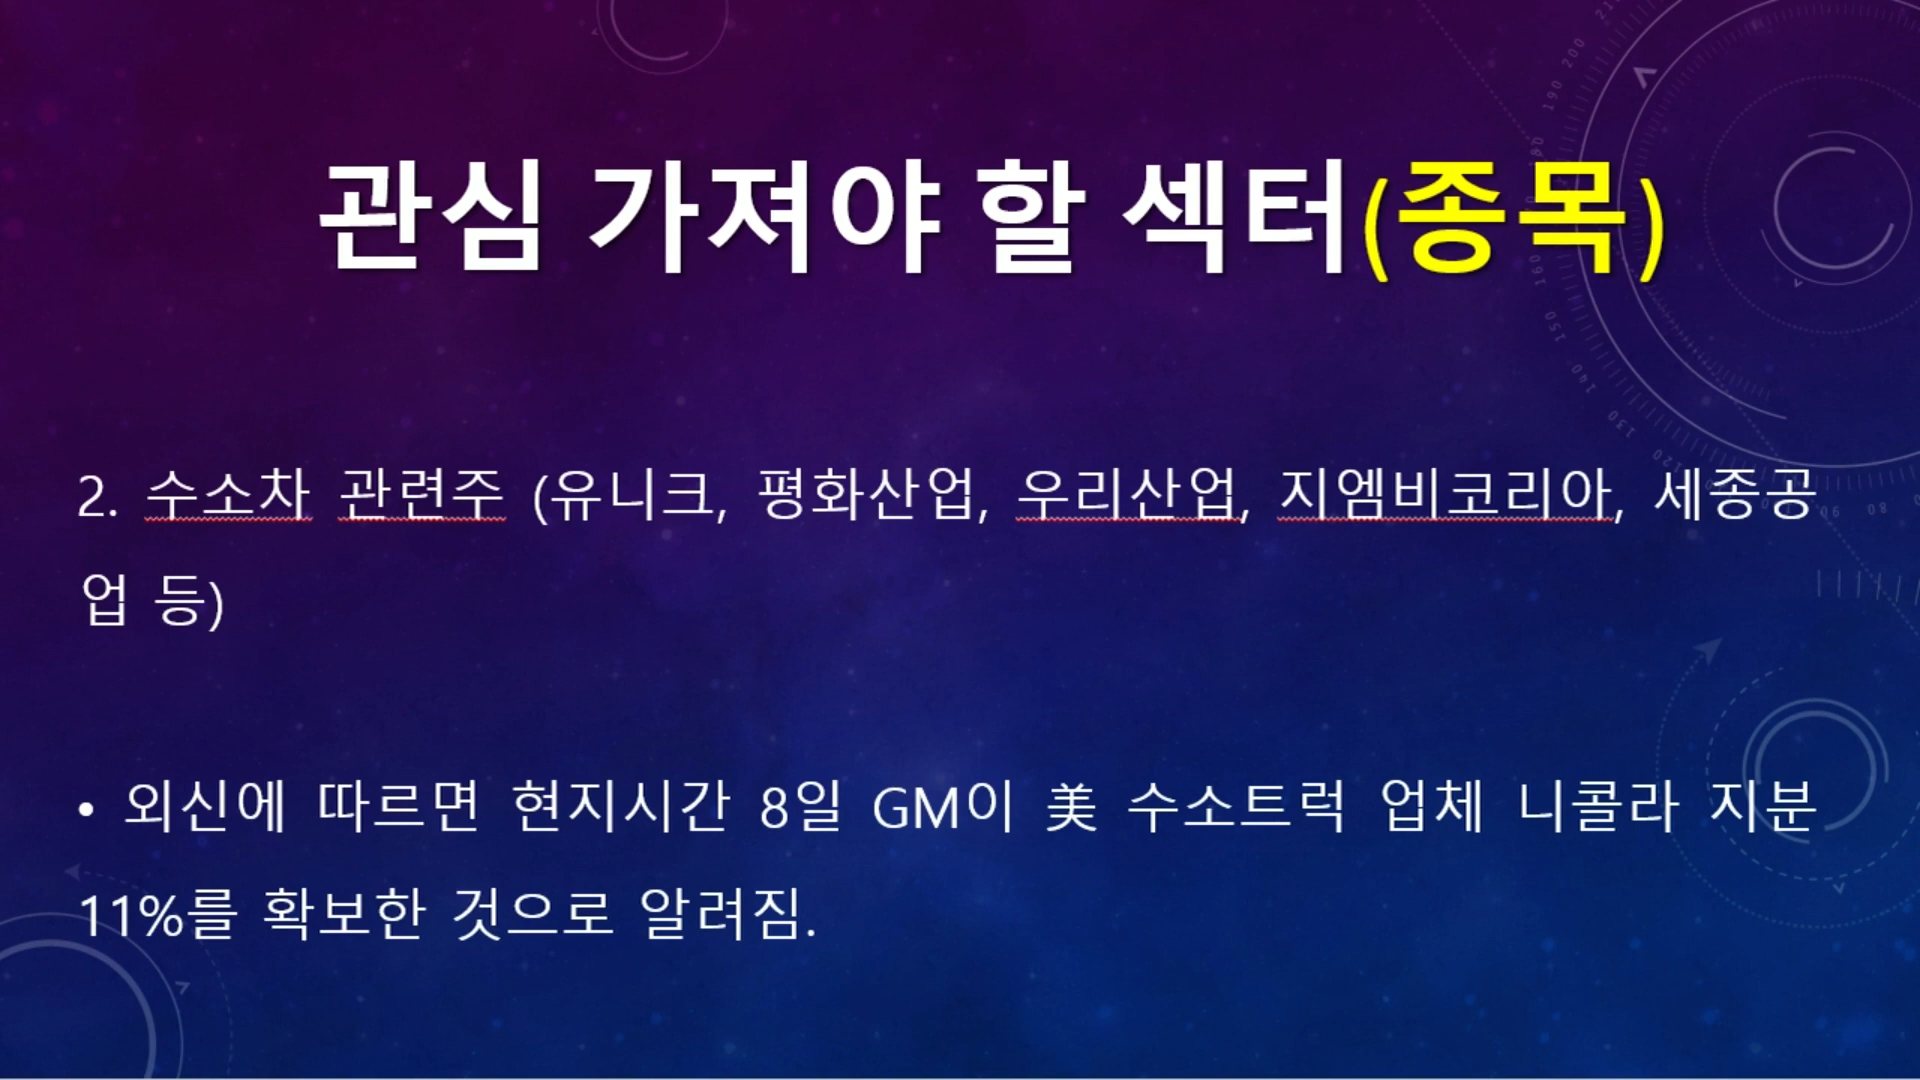 관심 가져야 할 섹터(종목)
2. 수소차 관련주 (유니크, 평화산업, 우리산업, 지엠비코리아, 세종공
업 등)
• 외신에 따르면 현지시간 8일 GM이 美 수소트럭 업체 니콜라 지분
11%를 확보한 것으로 알려짐.